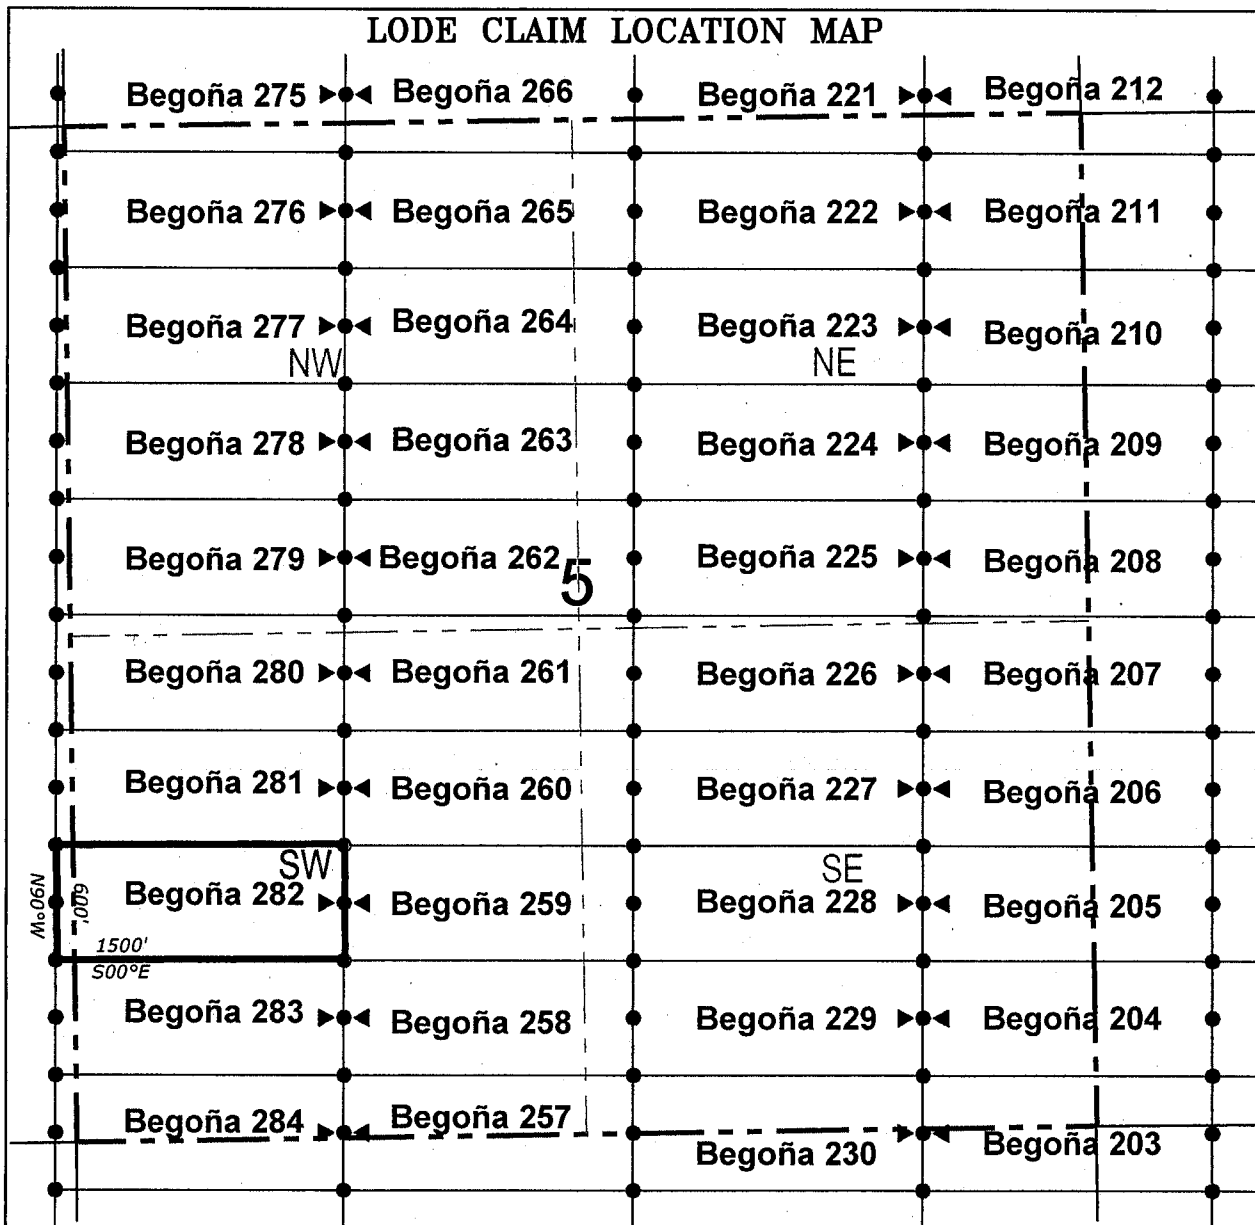 LODE CLAIM LOCATION MAP
Begoña 275 Begoña 266 Begoña 221 Begoña 212
Begoña 276 Begoña 265 Begoña 222 Begoña 211
Begoña 277 Begoña 264 Begoña 223 Begoña 210
NW NE
Begoña 278 Begoña 263 Begoña 224 Begoña 209
Begoña 279 Begoña 262 Begoña 225 Begoña 208
5
Begoña 280 Begoña 261 Begoña 226 Begoña 207
Begoña 281 Begoña 260 Begoña 227 Begoña 206
SW SE
N90°W 600' Begoña 282 Begoña 259 Begoña 228 Begoña 205
1500'
S00°E
Begoña 283 Begoña 258 Begoña 229 Begoña 204
Begoña 284 Begoña 257 Begoña 230 Begoña 203